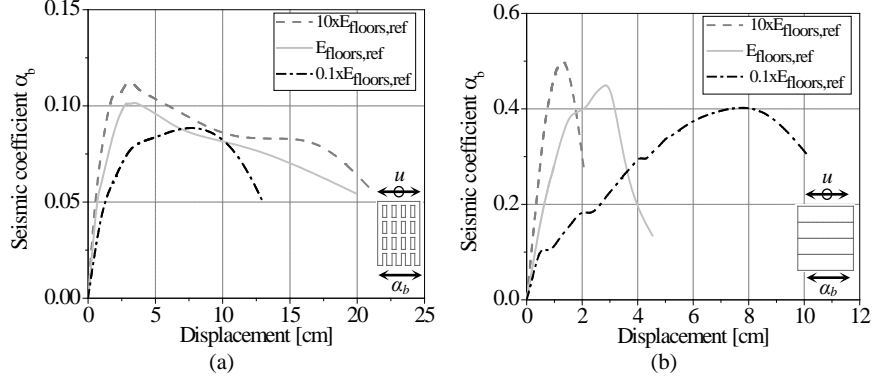 10xE_floors,ref
E_floors,ref
0.1xE_floors,ref
Seismic coefficient α_b
0.15
0.10
0.05
0.00
u
α_b
0 5 10 15 20 25
Displacement [cm]
(a)
10xE_floors,ref
E_floors,ref
0.1xE_floors,ref
Seismic coefficient α_b
0.6
0.4
0.2
0.0
u
α_b
0 2 4 6 8 10 12
Displacement [cm]
(b)